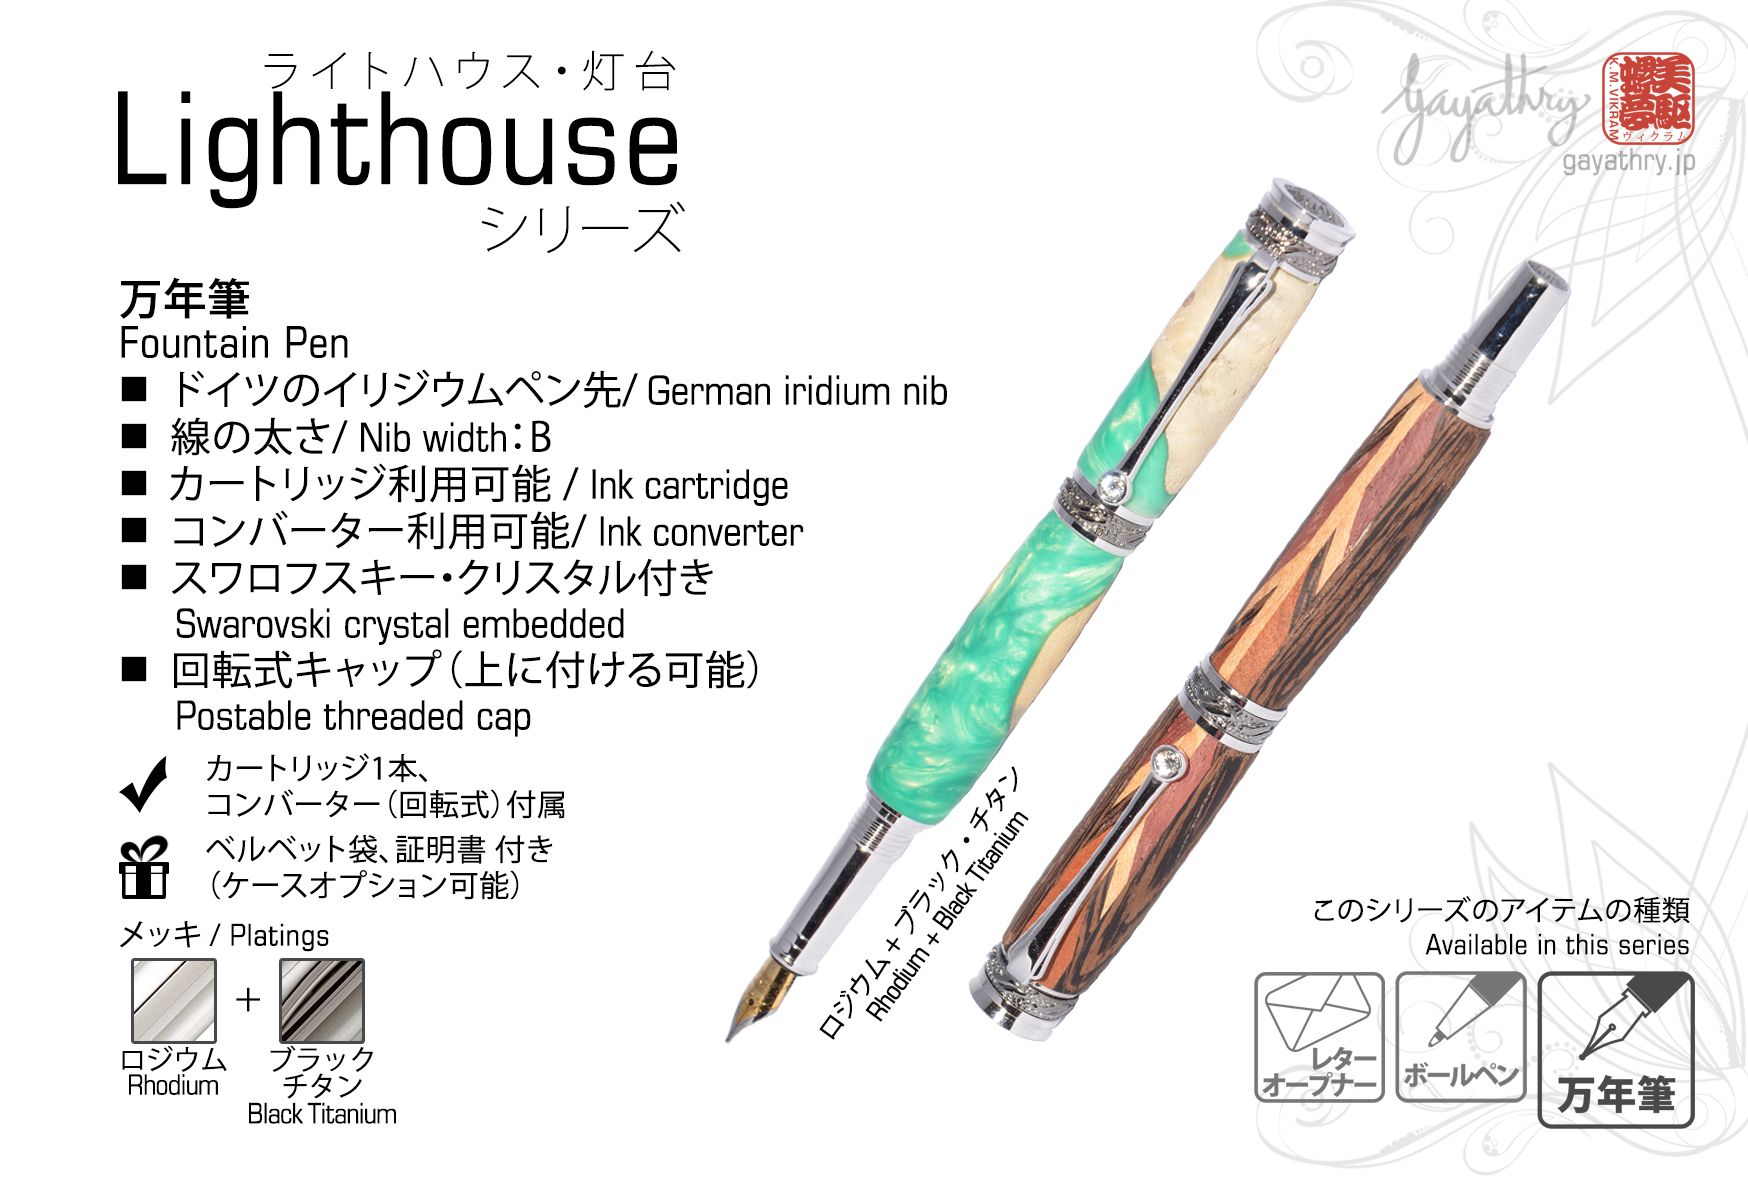 ライトハウス・灯台
Lighthouse
シリーズ
gayathry
美駆
螺夢
K.M.VIKRAM
ヴィクラム
gayathry.jp
万年筆
Fountain Pen
■ ドイツのイリジウムペン先/ German iridium nib
■ 線の太さ/ Nib width：B
■ カートリッジ利用可能 / Ink cartridge
■ コンバーター利用可能/ Ink converter
■ スワロフスキー・クリスタル付き
Swarovski crystal embedded
■ 回転式キャップ（上に付ける可能）
Postable threaded cap
カートリッジ1本、
コンバーター（回転式）付属
ベルベット袋、証明書 付き
（ケースオプション可能）
メッキ / Platings
ロジウム
Rhodium
+
ブラック
チタン
Black Titanium
ロジウム + ブラック・チタン
Rhodium + Black Titanium
このシリーズのアイテムの種類
Available in this series
レター
オープナー
ボールペン
万年筆